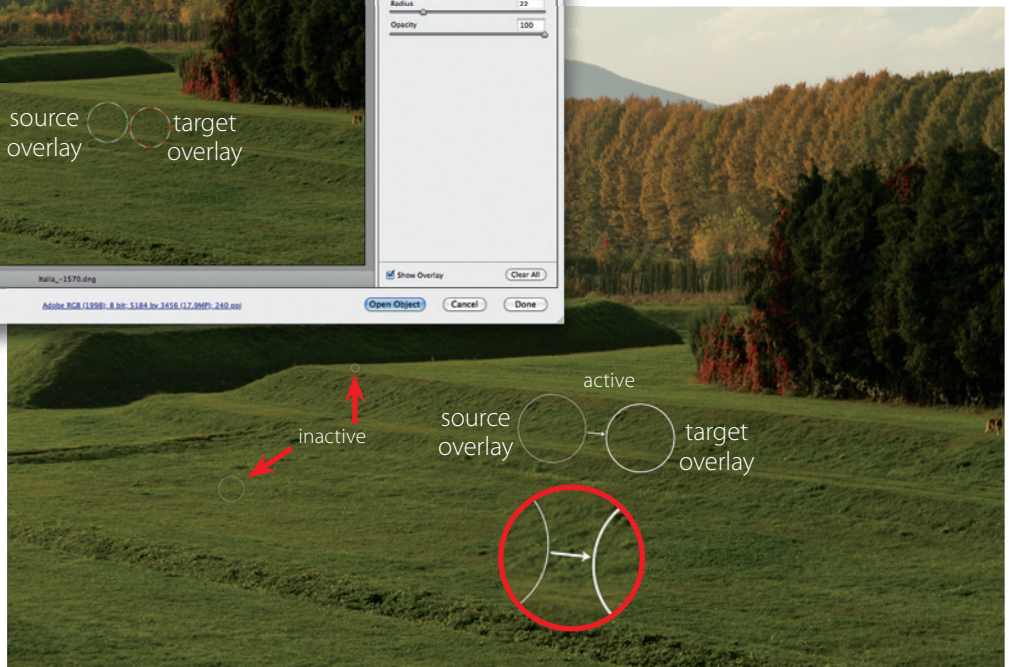 Radius 22
Opacity 100
source
overlay
target
overlay
Italia_-1570.dng
Show Overlay
Clear All
Adobe RGB (1998); 8 bit; 5184 by 3456 (17.9MP); 240 ppi
Open Object
Cancel
Done
active
source
overlay
target
overlay
inactive